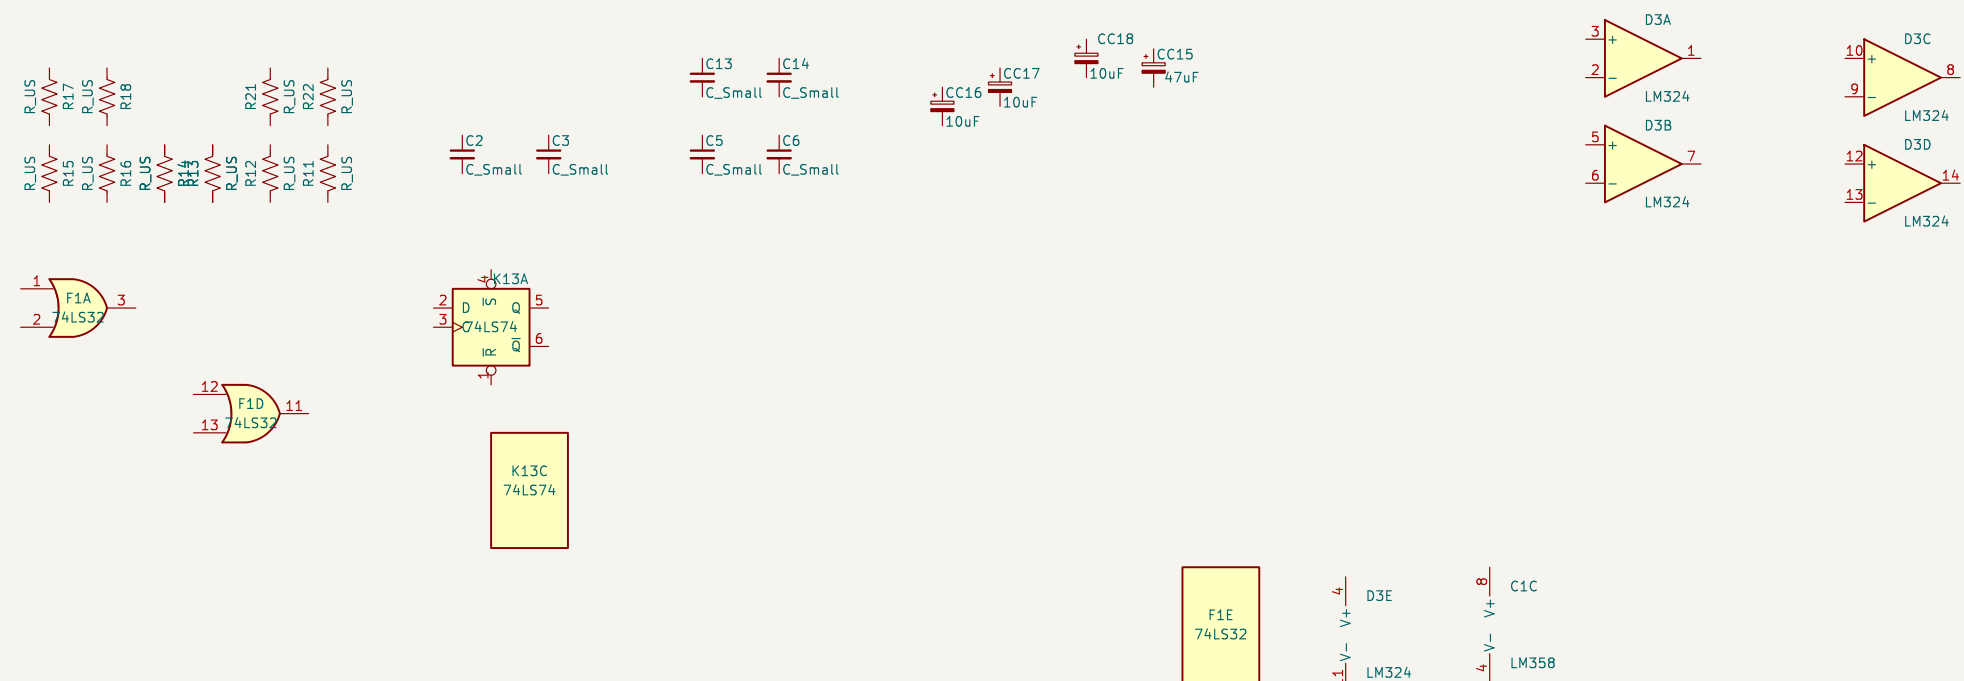 D3A
3
+
1
2
−
LM324
D3C
10
+
8
9
−
LM324
D3B
5
+
7
6
−
LM324
D3D
12
+
14
13
−
LM324
CC18
10uF
CC15
47uF
CC17
10uF
CC16
10uF
C13
C_Small
C14
C_Small
C2
C_Small
C3
C_Small
C5
C_Small
C6
C_Small
R_US
R17
R_US
R18
R21
R_US
R22
R_US
R_US
R15
R_US
R16
R_US
R14
R13
R_US
R12
R_US
R11
R_US
1
F1A
3
74LS32
2
K13A
4
S
2
D
Q
5
3
C
74LS74
Q
6
R
1
12
F1D
11
74LS32
13
K13C
74LS74
F1E
74LS32
4
D3E
V+
V-
LM324
8
C1C
V+
V-
4
LM358